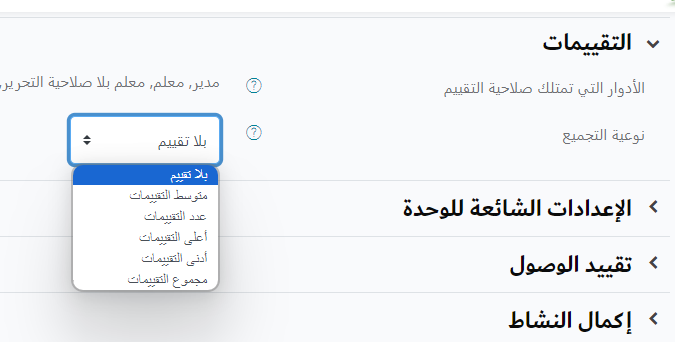 التقييمات
الأدوار التي تمتلك صلاحية التقييم
مدير, معلم, معلم بلا صلاحية التحرير,
نوعية التجميع
بلا تقييم
بلا تقييم
متوسط التقييمات
عدد التقييمات
أعلى التقييمات
أدنى التقييمات
مجموع التقييمات
الإعدادات الشائعة للوحدة
تقييد الوصول
إكمال النشاط